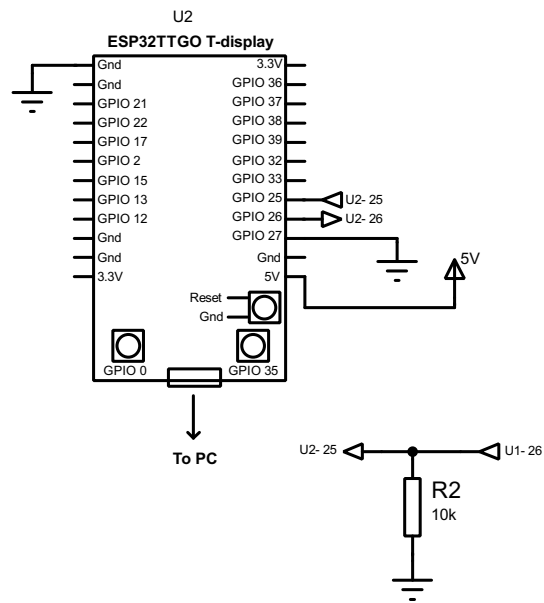 U2
ESP32TTGO T-display
Gnd
Gnd
GPIO 21
GPIO 22
GPIO 17
GPIO 2
GPIO 15
GPIO 13
GPIO 12
Gnd
Gnd
3.3V
3.3V
GPIO 36
GPIO 37
GPIO 38
GPIO 39
GPIO 32
GPIO 33
GPIO 25
GPIO 26
GPIO 27
Gnd
5V
U2- 25
U2- 26
5V
Reset
Gnd
GPIO 0
GPIO 35
To PC
U2- 25
U1- 26
R2
10k